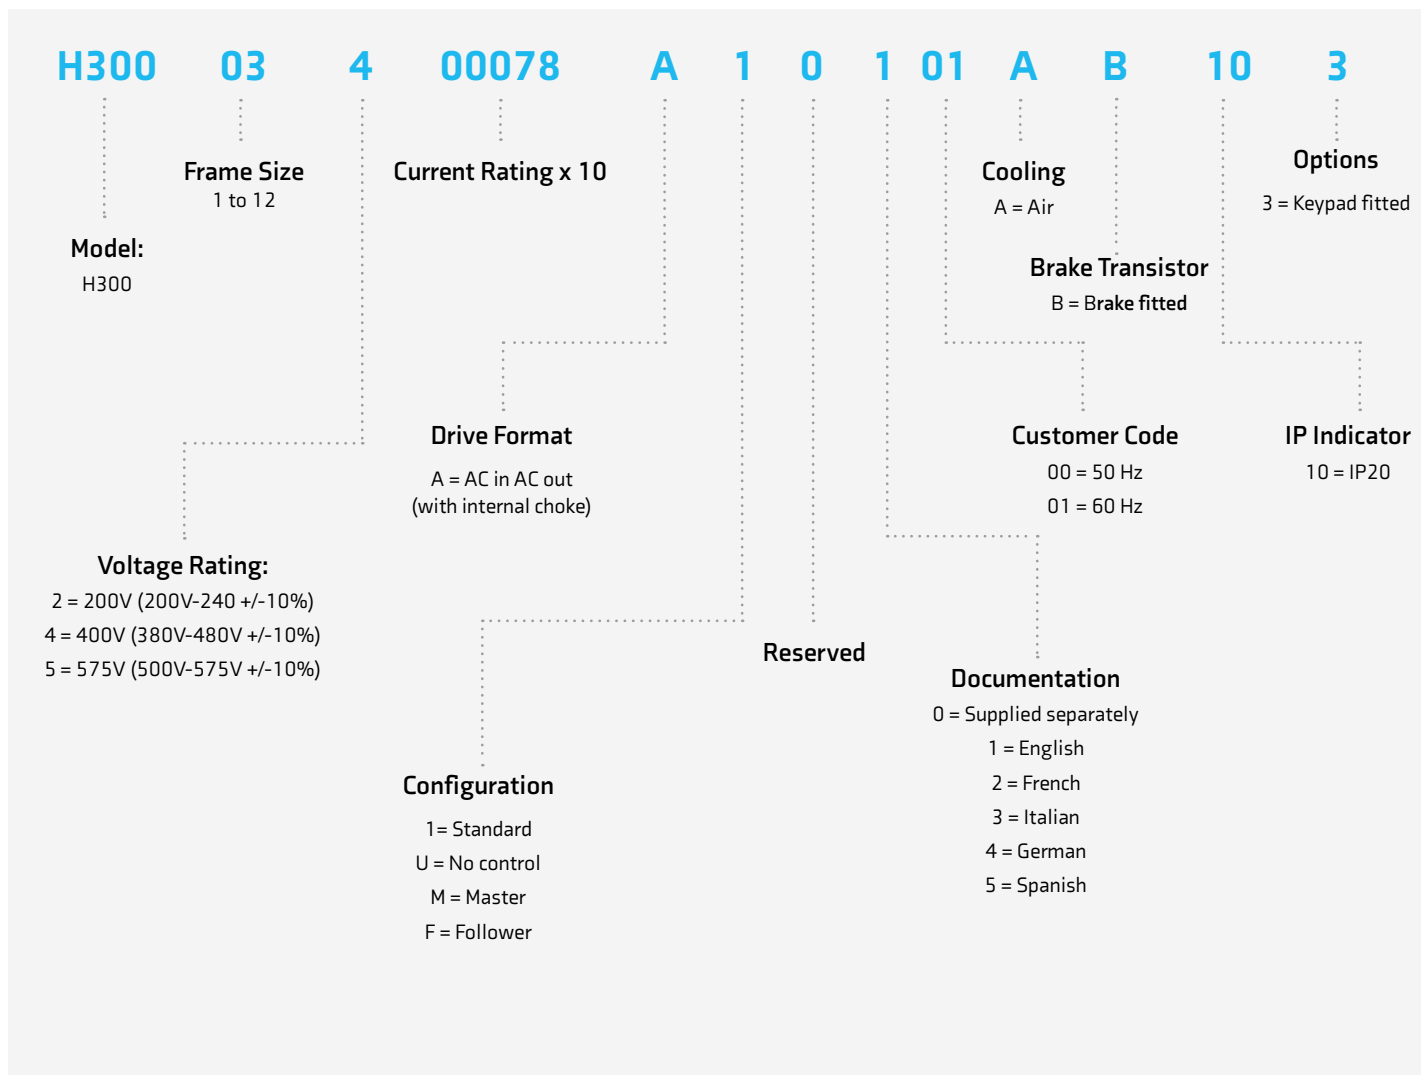 H300 03 4 00078 A 1 0 1 01 A B 10 3
Model:
H300
Frame Size
1 to 12
Current Rating x 10
Cooling
A = Air
Options
3 = Keypad fitted
Brake Transistor
B = Brake fitted
Drive Format
A = AC in AC out
(with internal choke)
Customer Code
00 = 50 Hz
01 = 60 Hz
IP Indicator
10 = IP20
Voltage Rating:
2 = 200V (200V-240 +/-10%)
4 = 400V (380V-480V +/-10%)
5 = 575V (500V-575V +/-10%)
Reserved
Documentation
0 = Supplied separately
1 = English
2 = French
3 = Italian
4 = German
5 = Spanish
Configuration
1= Standard
U = No control
M = Master
F = Follower